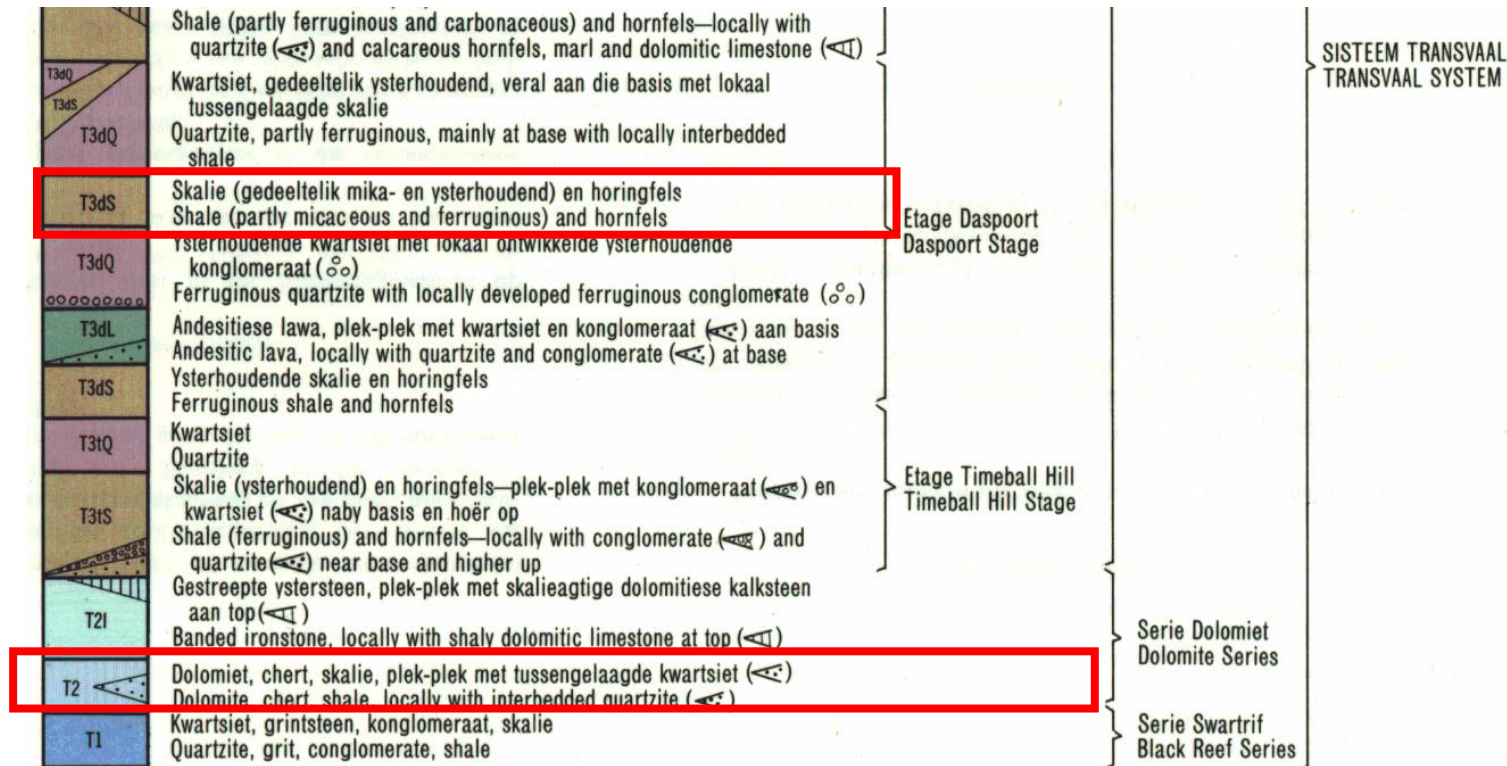 Shale (partly ferruginous and carbonaceous) and hornfels—locally with
quartzite ( ) and calcareous hornfels, marl and dolomitic limestone ( )
SISTEEM TRANSVAAL
TRANSVAAL SYSTEM
T3dQ
T3dS
T3dQ
Kwartsiet, gedeeltelik ysterhoudend, veral aan die basis met lokaal
tussengelaagde skalie
Quartzite, partly ferruginous, mainly at base with locally interbedded
shale
T3dS
Skalie (gedeeltelik mika- en ysterhoudend) en horingfels
Shale (partly micaceous and ferruginous) and hornfels
Etage Daspoort
Daspoort Stage
T3dQ
Ysterhoudende kwartsiet met lokaal ontwikkelde ysterhoudende
konglomeraat ( )
Ferruginous quartzite with locally developed ferruginous conglomerate ( )
T3dL
Andesitiese lawa, plek-plek met kwartsiet en konglomeraat ( ) aan basis
Andesitic lava, locally with quartzite and conglomerate ( ) at base
T3dS
Ysterhoudende skalie en horingfels
Ferruginous shale and hornfels
T3tQ
Kwartsiet
Quartzite
Etage Timeball Hill
Timeball Hill Stage
T3tS
Skalie (ysterhoudend) en horingfels—plek-plek met konglomeraat ( ) en
kwartsiet ( ) naby basis en hoër op
Shale (ferruginous) and hornfels—locally with conglomerate ( ) and
quartzite ( ) near base and higher up
T2I
Gestreepte ystersteen, plek-plek met skalieagtige dolomitiese kalksteen
aan top ( )
Banded ironstone, locally with shaly dolomitic limestone at top ( )
Serie Dolomiet
Dolomite Series
T2
Dolomiet, chert, skalie, plek-plek met tussengelaagde kwartsiet ( )
Dolomite, chert, shale, locally with interbedded quartzite ( )
T1
Kwartsiet, grintsteen, konglomeraat, skalie
Quartzite, grit, conglomerate, shale
Serie Swartrif
Black Reef Series